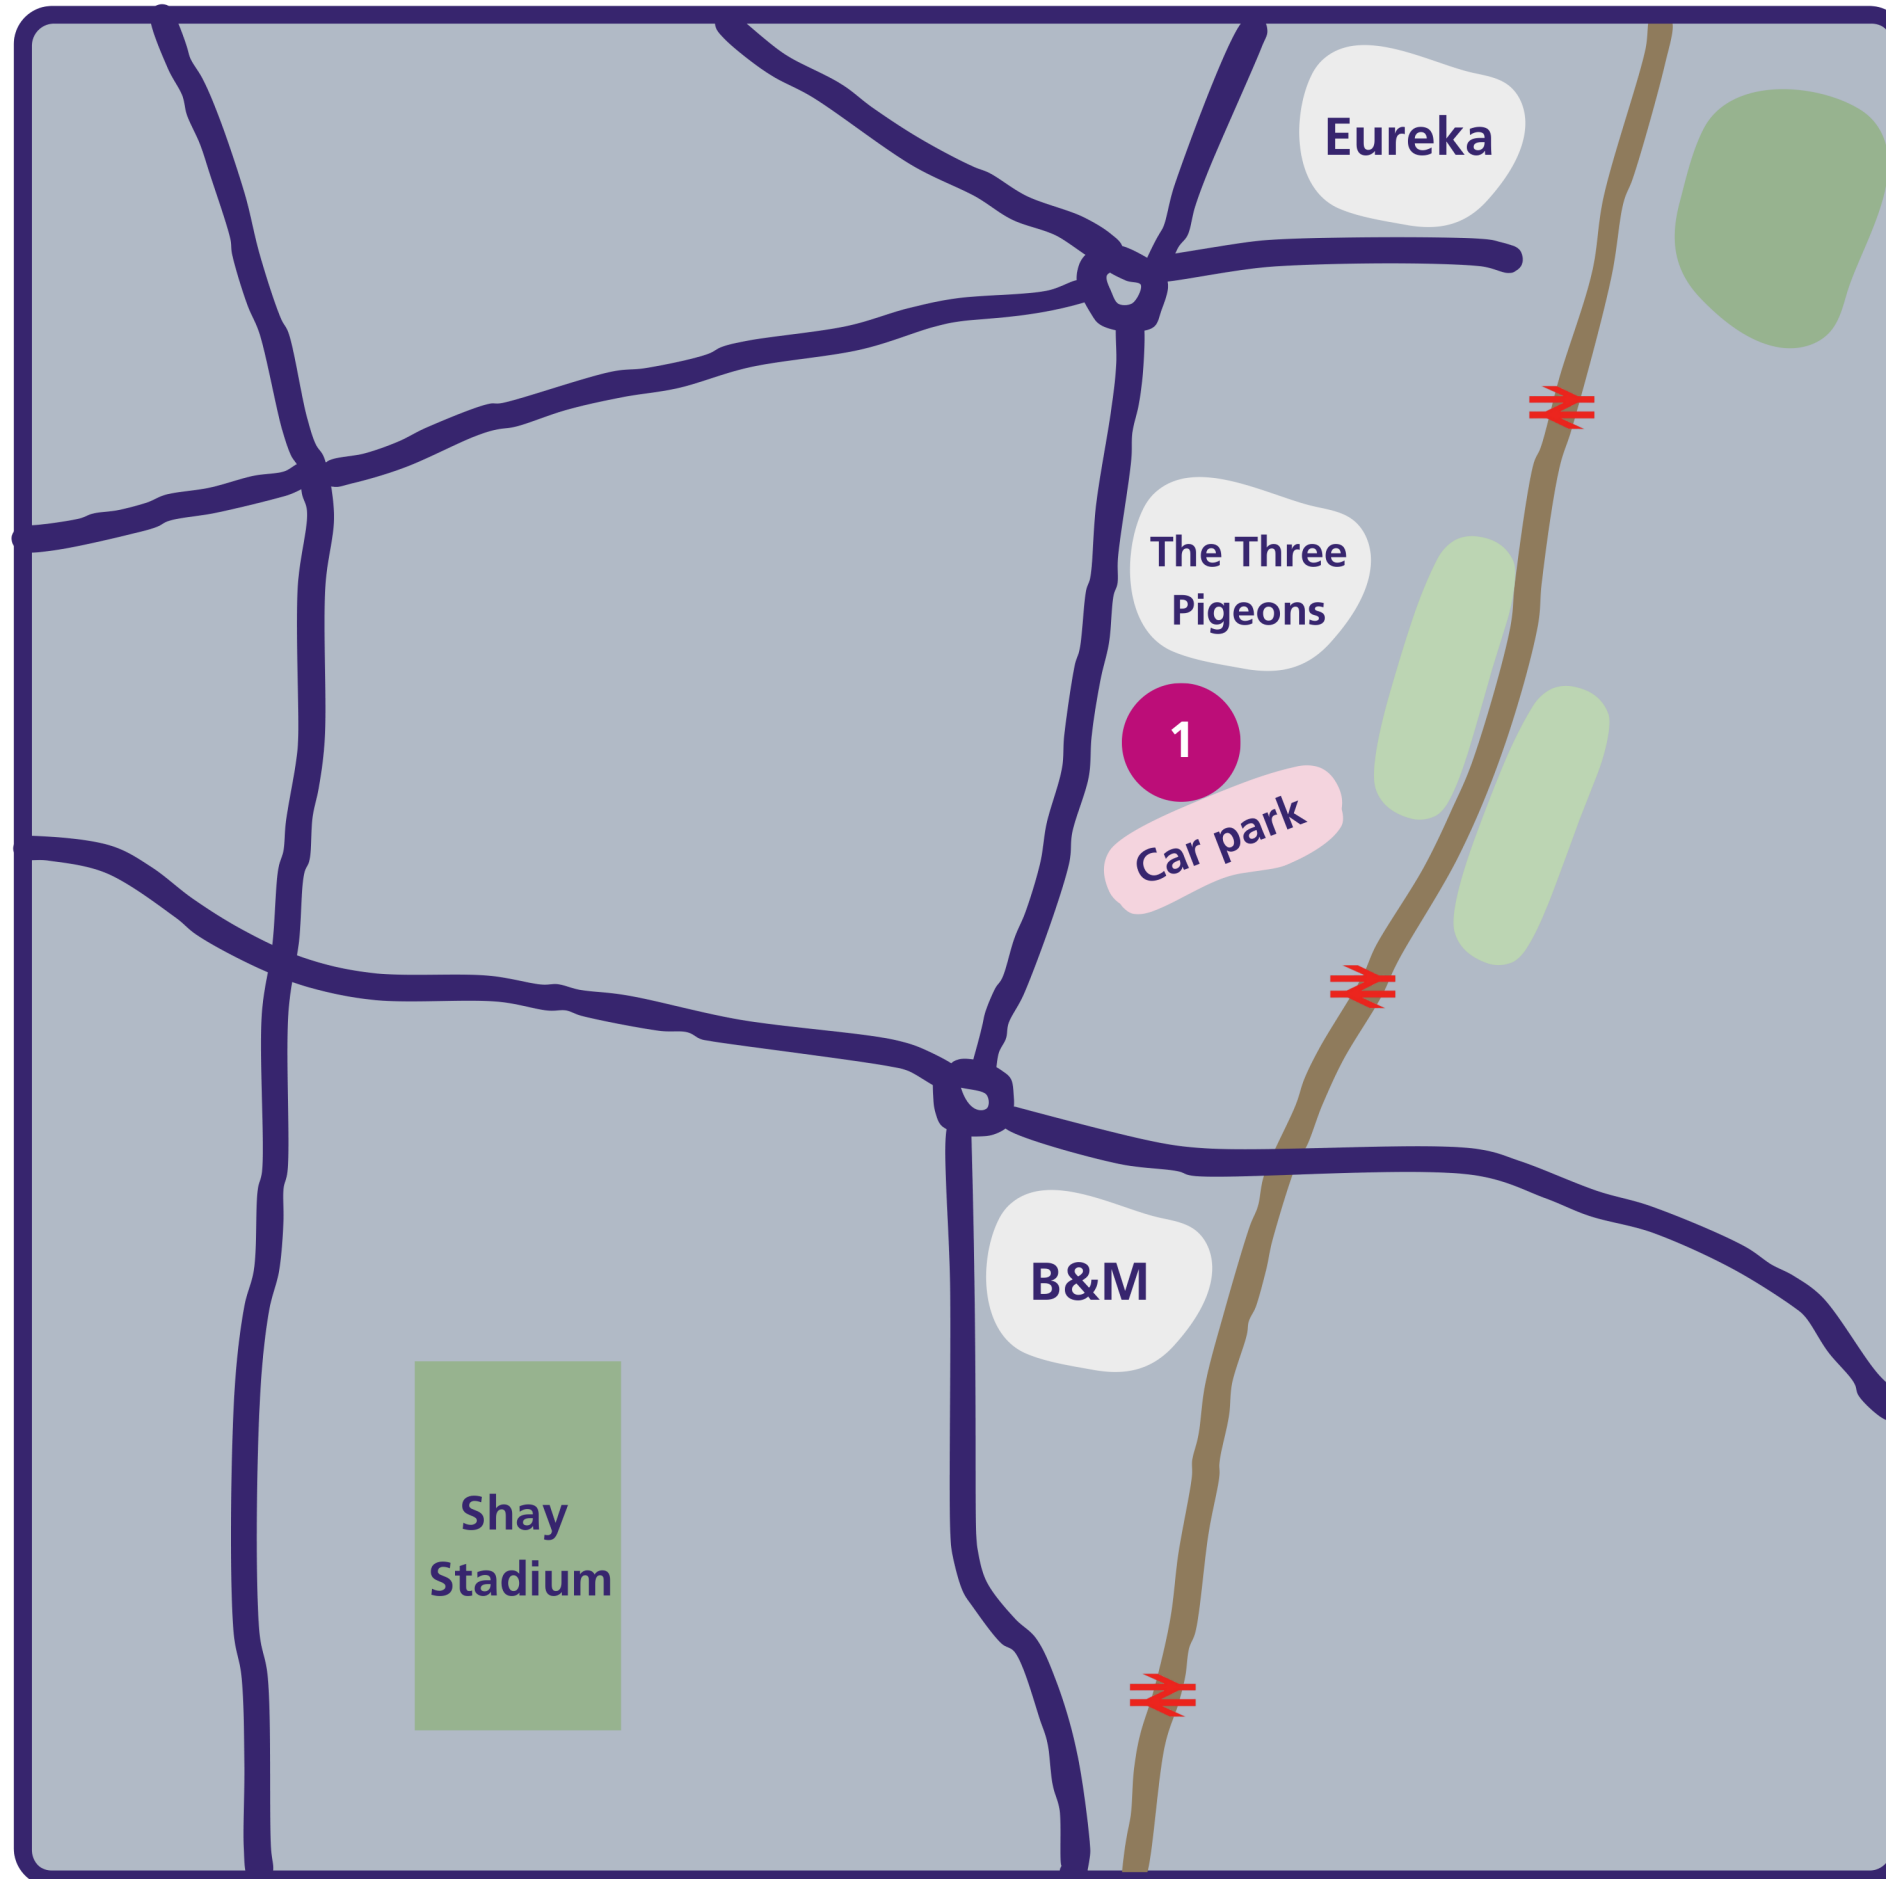 Eureka
The Three
Pigeons
1
Car park
B&M
Shay
Stadium